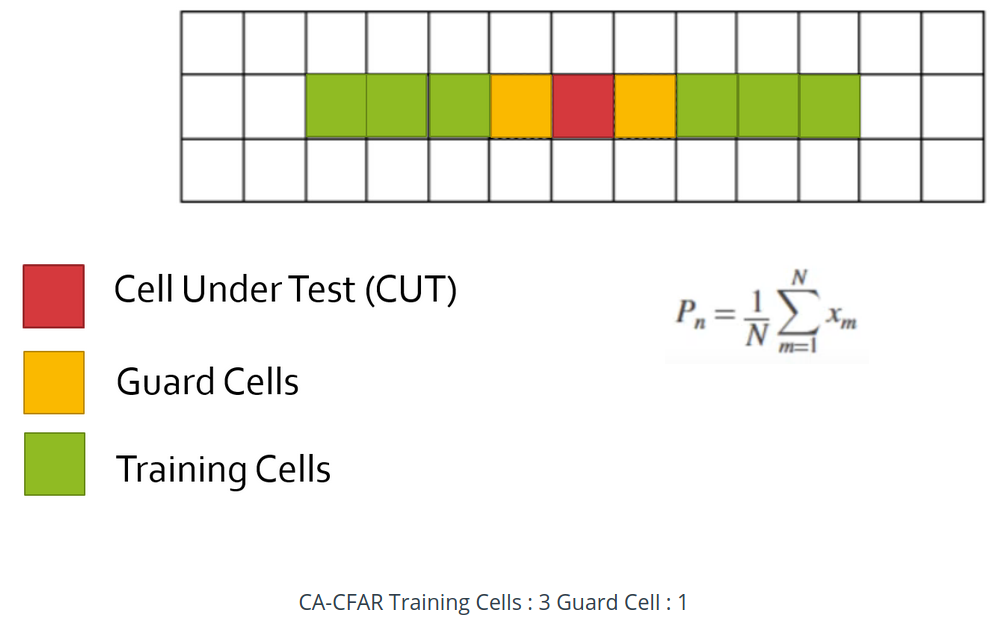 Cell Under Test (CUT)
P_n = \frac{1}{N} \sum_{m=1}^{N} x_m
Guard Cells
Training Cells
CA-CFAR Training Cells : 3 Guard Cell : 1